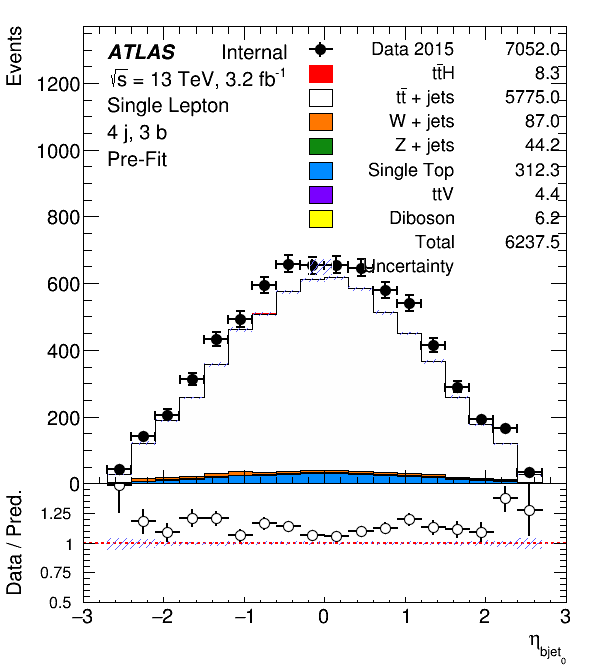 Events
ATLAS Internal
√s = 13 TeV, 3.2 fb⁻¹
Single Lepton
4 j, 3 b
Pre-Fit
Data 2015 7052.0
tt̄H 8.3
tt̄ + jets 5775.0
W + jets 87.0
Z + jets 44.2
Single Top 312.3
ttV 4.4
Diboson 6.2
Total 6237.5
Uncertainty
1200
1000
800
600
400
200
0
Data / Pred.
1.25
1
0.75
0.5
−3 −2 −1 0 1 2 3
η_bjet_0